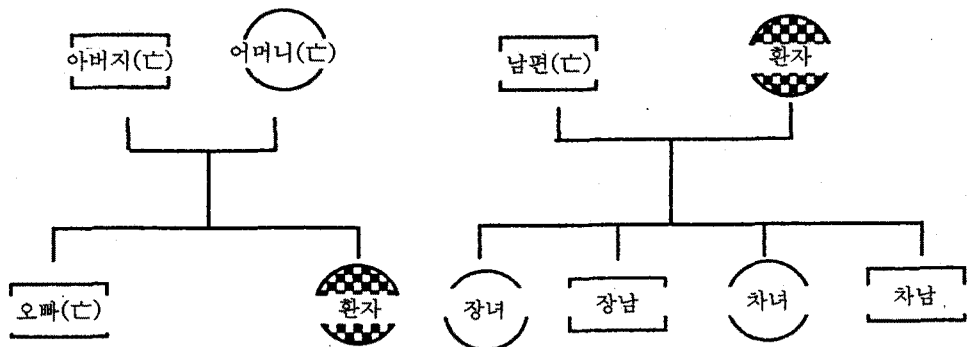 아버지(亡)
어머니(亡)
남편(亡)
환자
오빠(亡)
환자
장녀
장남
차녀
차남